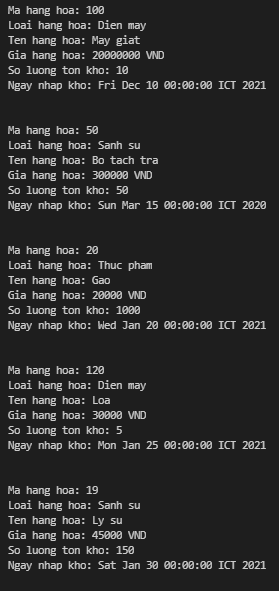 Ma hang hoa: 100
Loai hang hoa: Dien may
Ten hang hoa: May giat
Gia hang hoa: 20000000 VND
So luong ton kho: 10
Ngay nhap kho: Fri Dec 10 00:00:00 ICT 2021
Ma hang hoa: 50
Loai hang hoa: Sanh su
Ten hang hoa: Bo tach tra
Gia hang hoa: 300000 VND
So luong ton kho: 50
Ngay nhap kho: Sun Mar 15 00:00:00 ICT 2020
Ma hang hoa: 20
Loai hang hoa: Thuc pham
Ten hang hoa: Gao
Gia hang hoa: 20000 VND
So luong ton kho: 1000
Ngay nhap kho: Wed Jan 20 00:00:00 ICT 2021
Ma hang hoa: 120
Loai hang hoa: Dien may
Ten hang hoa: Loa
Gia hang hoa: 30000 VND
So luong ton kho: 5
Ngay nhap kho: Mon Jan 25 00:00:00 ICT 2021
Ma hang hoa: 19
Loai hang hoa: Sanh su
Ten hang hoa: Ly su
Gia hang hoa: 45000 VND
So luong ton kho: 150
Ngay nhap kho: Sat Jan 30 00:00:00 ICT 2021